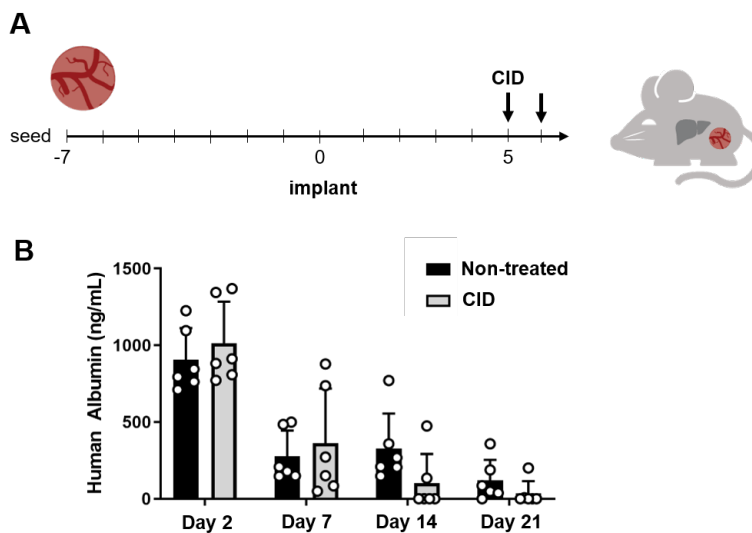 A
CID
seed
-7 0 5
implant
B
Human Albumin (ng/mL)
1500
1000
500
0
Non-treated
CID
Day 2 Day 7 Day 14 Day 21